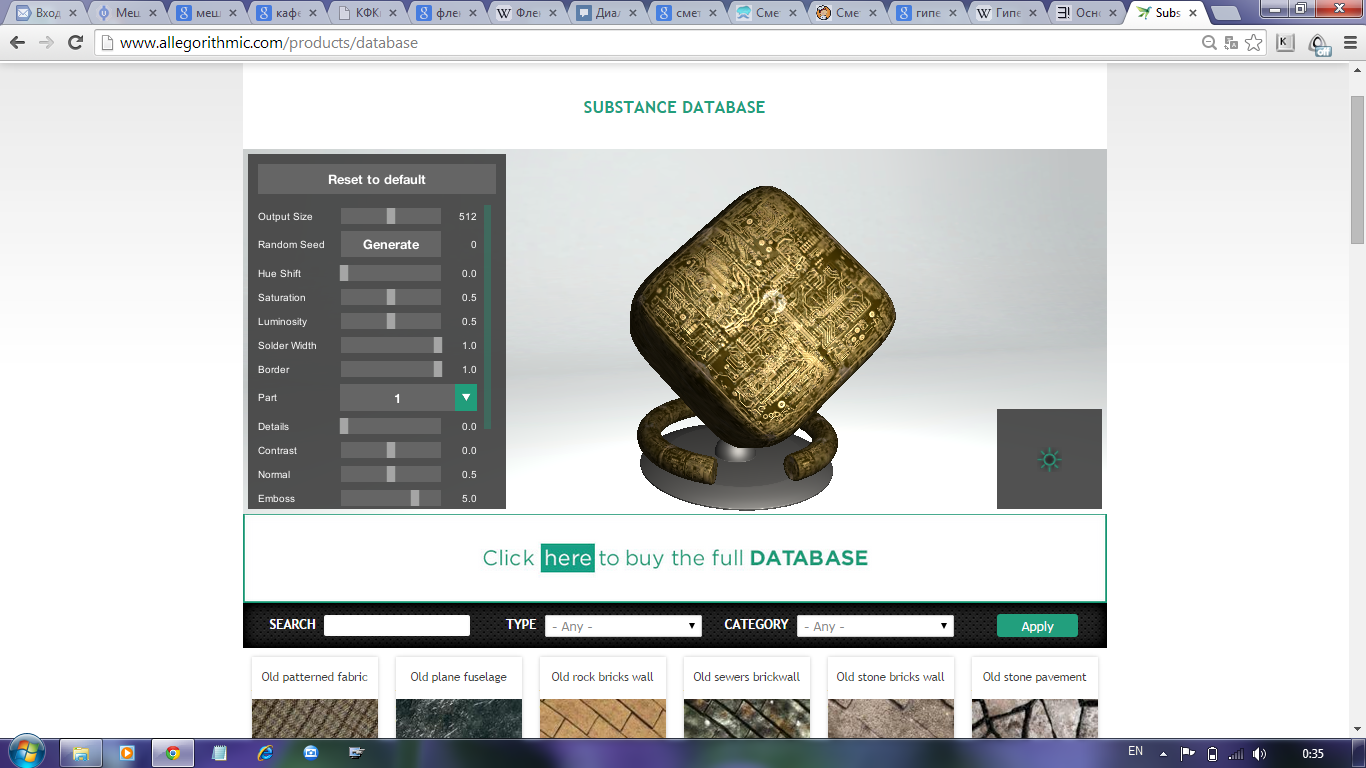 Вход
Меш
меш
кафе
КФК
флен
Флен
Диал
смет
Смет
Смет
гипе
Гипе
Осно
Subs
www.allegorithmic.com/products/database
SUBSTANCE DATABASE
Reset to default
Output Size 512
Random Seed Generate 0
Hue Shift 0.0
Saturation 0.5
Luminosity 0.5
Solder Width 1.0
Border 1.0
Part 1
Details 0.0
Contrast 0.0
Normal 0.5
Emboss 5.0
Click here to buy the full DATABASE
SEARCH TYPE - Any - CATEGORY - Any - Apply
Old patterned fabric
Old plane fuselage
Old rock bricks wall
Old sewers brickwall
Old stone bricks wall
Old stone pavement
EN 0:35